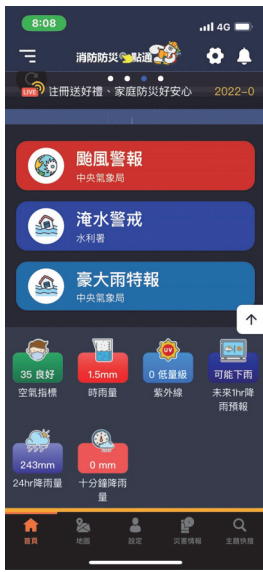 8:08
4G
消防防災e點通
LIVE 註冊送好禮、家庭防災好安心 2022-0
颱風警報
中央氣象局
淹水警戒
水利署
豪大雨特報
中央氣象局
35 良好
1.5mm
UV
0 低量級
可能下雨
空氣指標
時雨量
紫外線
未來1hr降
雨預報
243mm
0 mm
24hr降雨量
十分鐘降雨
量
首頁
地圖
設定
災害情報
主題快搜